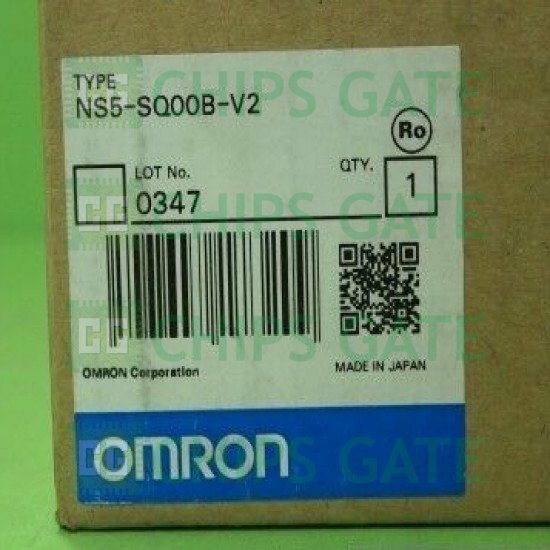 TYPE
NS5-SQ00B-V2
Ro
LOT No.
0347
QTY.
1
OMRON Corporation
MADE IN JAPAN
OMRON
CHIPS GATE
CHIPS GATE
CHIPS GATE
CHIPS GATE